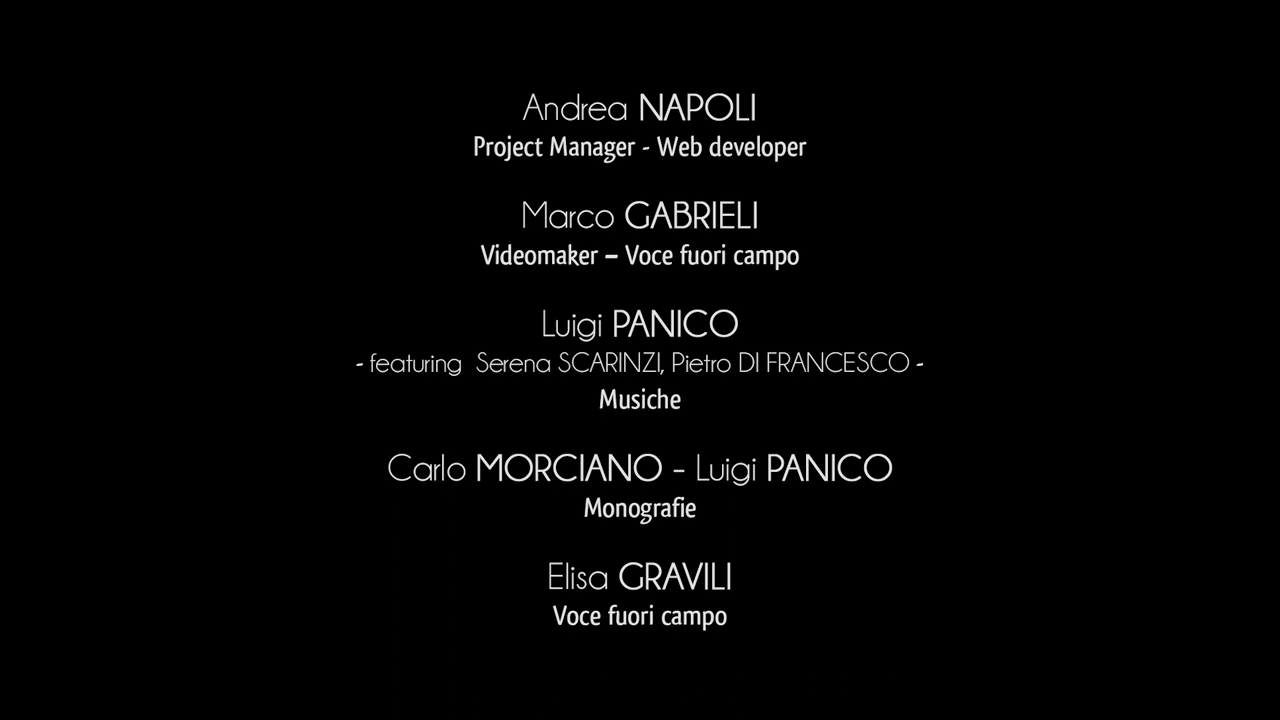 Andrea NAPOLI
Project Manager - Web developer
Marco GABRIELI
Videomaker – Voce fuori campo
Luigi PANICO
- featuring Serena SCARINZI, Pietro DI FRANCESCO -
Musiche
Carlo MORCIANO - Luigi PANICO
Monografie
Elisa GRAVILI
Voce fuori campo